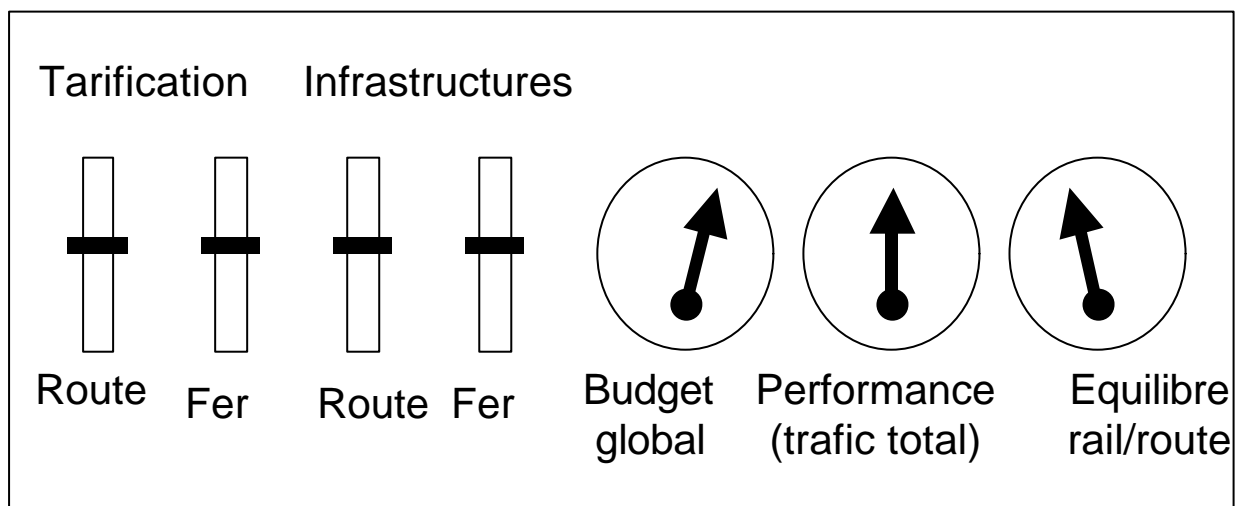 Tarification Infrastructures
Route Fer Route Fer
Budget
global
Performance
(trafic total)
Equilibre
rail/route